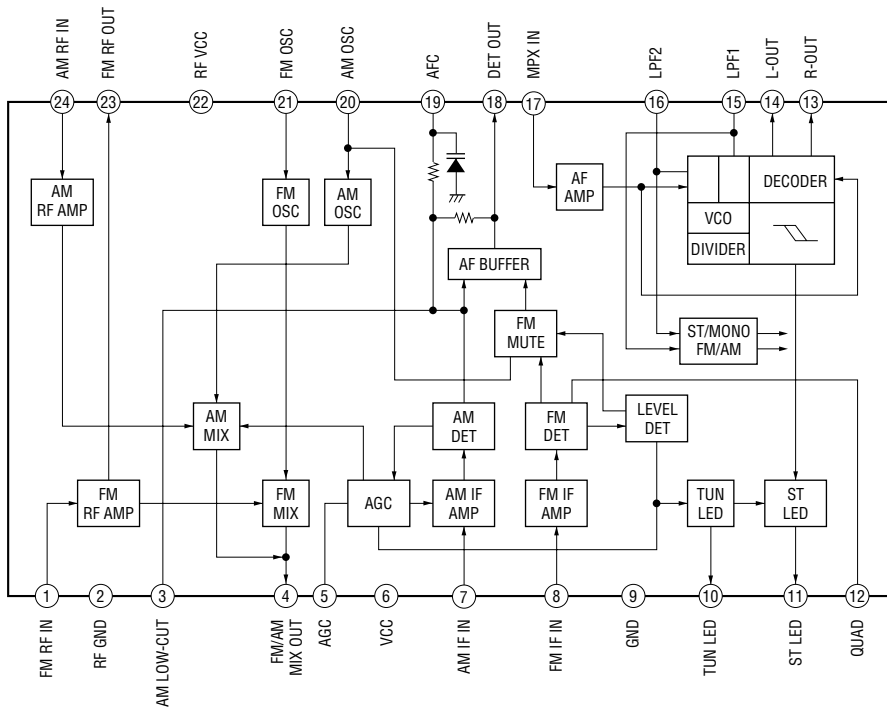 AM RF IN
FM RF OUT
RF VCC
FM OSC
AM OSC
AFC
DET OUT
MPX IN
LPF2
LPF1
L-OUT
R-OUT
24
23
22
21
20
19
18
17
16
15
14
13
AM
RF AMP
FM
OSC
AM
OSC
AF
AMP
DECODER
VCO
DIVIDER
AF BUFFER
FM
MUTE
ST/MONO
FM/AM
AM
MIX
AM
DET
FM
DET
LEVEL
DET
FM
RF AMP
FM
MIX
AGC
AM IF
AMP
FM IF
AMP
TUN
LED
ST
LED
1
2
3
4
5
6
7
8
9
10
11
12
FM RF IN
RF GND
AM LOW-CUT
FM/AM
MIX OUT
AGC
VCC
AM IF IN
FM IF IN
GND
TUN LED
ST LED
QUAD